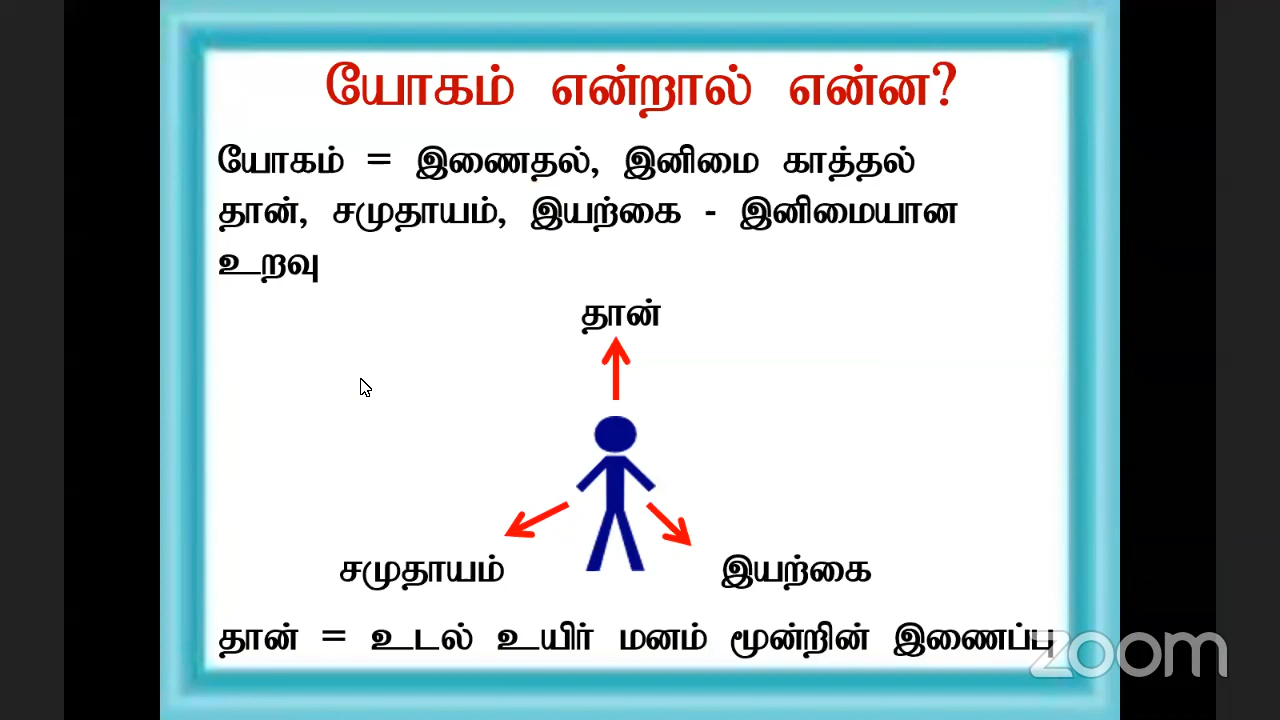 யோகம் என்றால் என்ன?
யோகம் = இணைதல், இனிமை காத்தல்
தான், சமுதாயம், இயற்கை - இனிமையான
உறவு
தான்
சமுதாயம்
இயற்கை
தான் = உடல் உயிர் மனம் மூன்றின் இணைப்பு
zoom